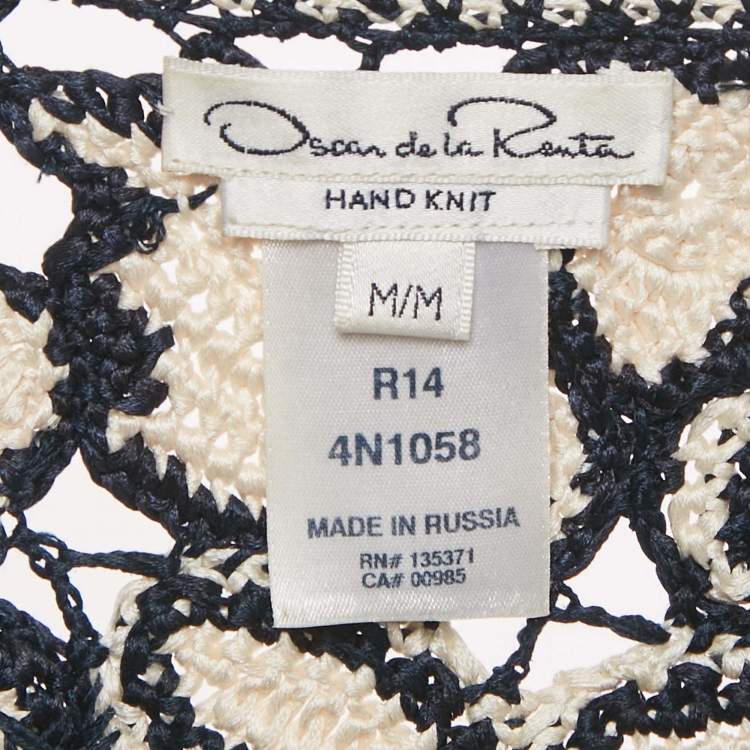 Oscar de la Renta
HAND KNIT
M/M
R14
4N1058
MADE IN RUSSIA
RN# 135371
CA# 00985